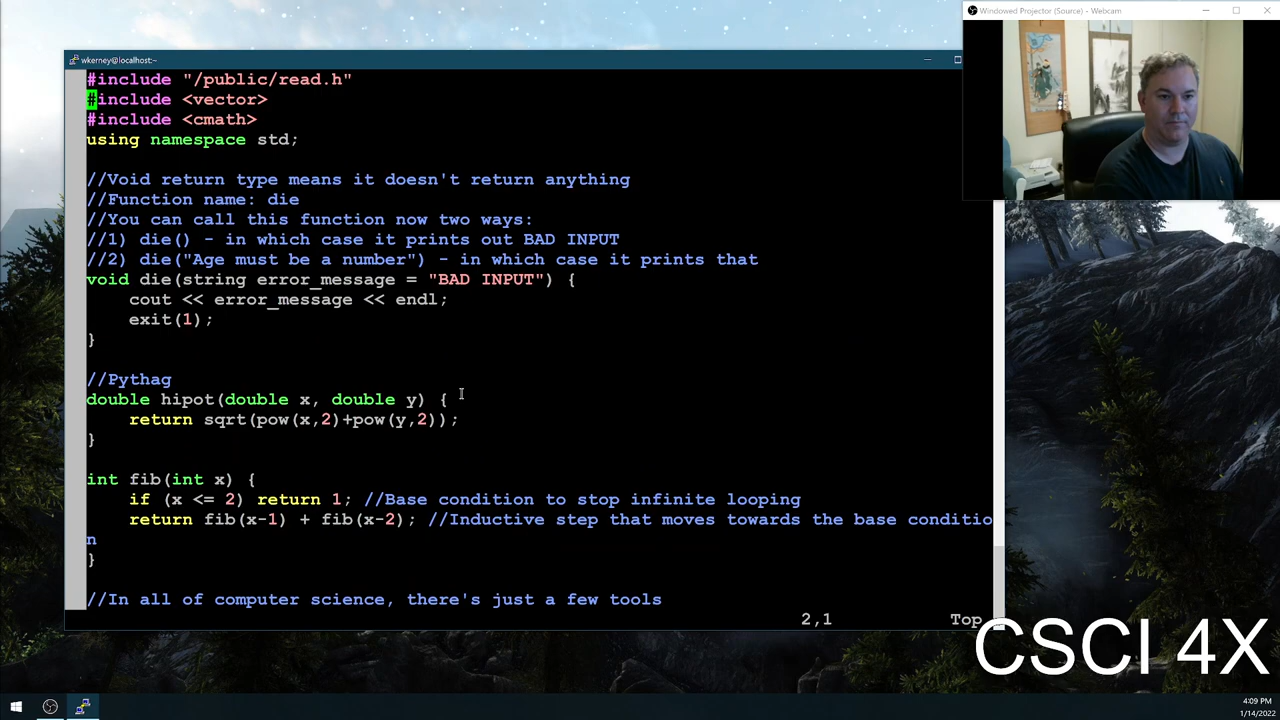 Windowed Projector (Source) - Webcam
wkerney@localhost:~
#include "/public/read.h"
#include <vector>
#include <cmath>
using namespace std;
//Void return type means it doesn't return anything
//Function name: die
//You can call this function now two ways:
//1) die() - in which case it prints out BAD INPUT
//2) die("Age must be a number") - in which case it prints that
void die(string error_message = "BAD INPUT") {
    cout << error_message << endl;
    exit(1);
}
//Pythag
double hipot(double x, double y) {
    return sqrt(pow(x,2)+pow(y,2));
}
int fib(int x) {
    if (x <= 2) return 1; //Base condition to stop infinite looping
    return fib(x-1) + fib(x-2); //Inductive step that moves towards the base conditio
n
}
//In all of computer science, there's just a few tools
2,1 Top
CSCI 4X
4:09 PM
1/14/2022